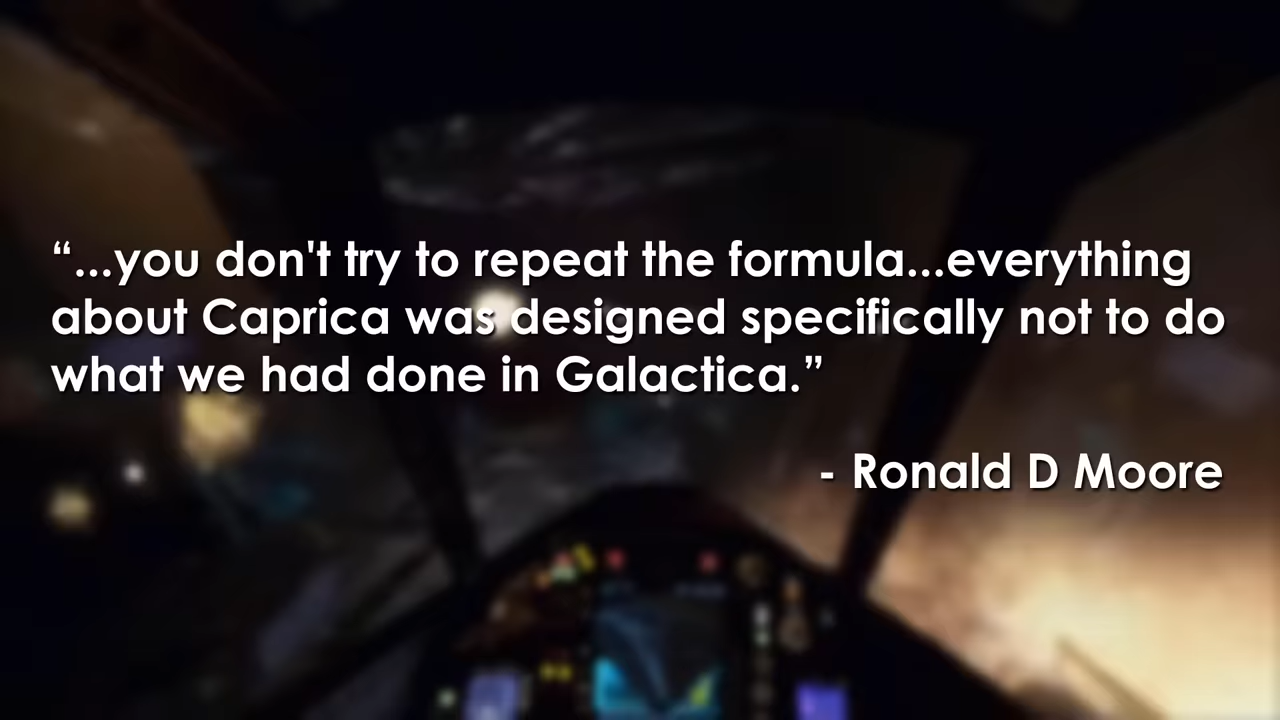 “...you don't try to repeat the formula...everything
about Caprica was designed specifically not to do
what we had done in Galactica.”
- Ronald D Moore